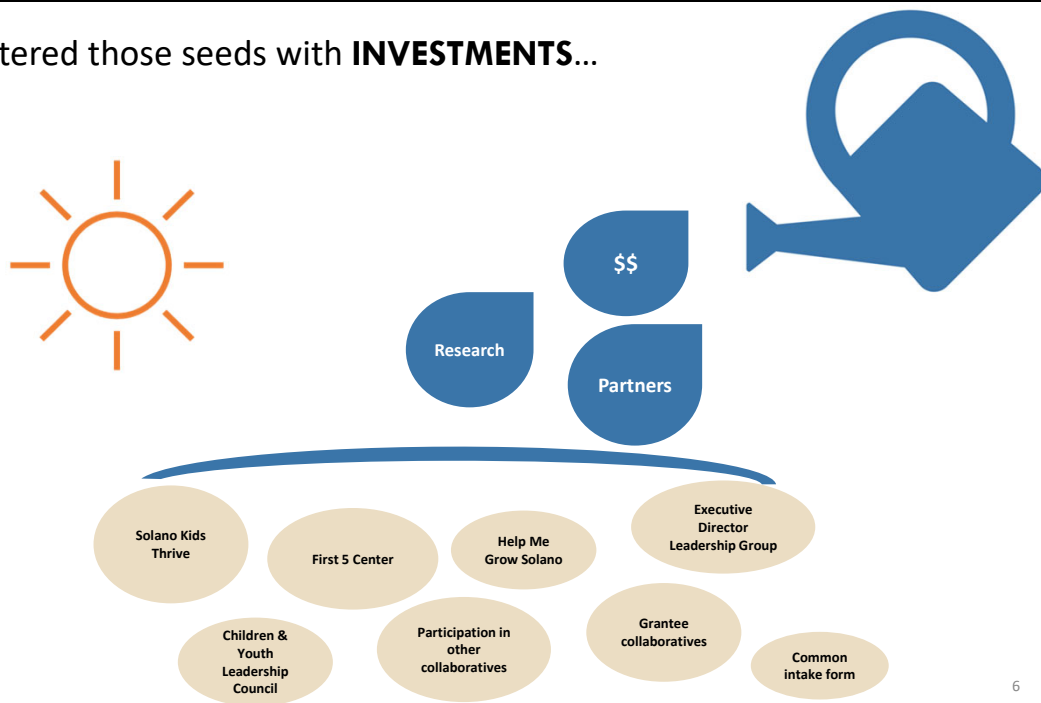 tered those seeds with INVESTMENTS…
$$
Research
Partners
Solano Kids
Thrive
First 5 Center
Help Me
Grow Solano
Executive
Director
Leadership Group
Children &
Youth
Leadership
Council
Participation in
other
collaboratives
Grantee
collaboratives
Common
intake form
6